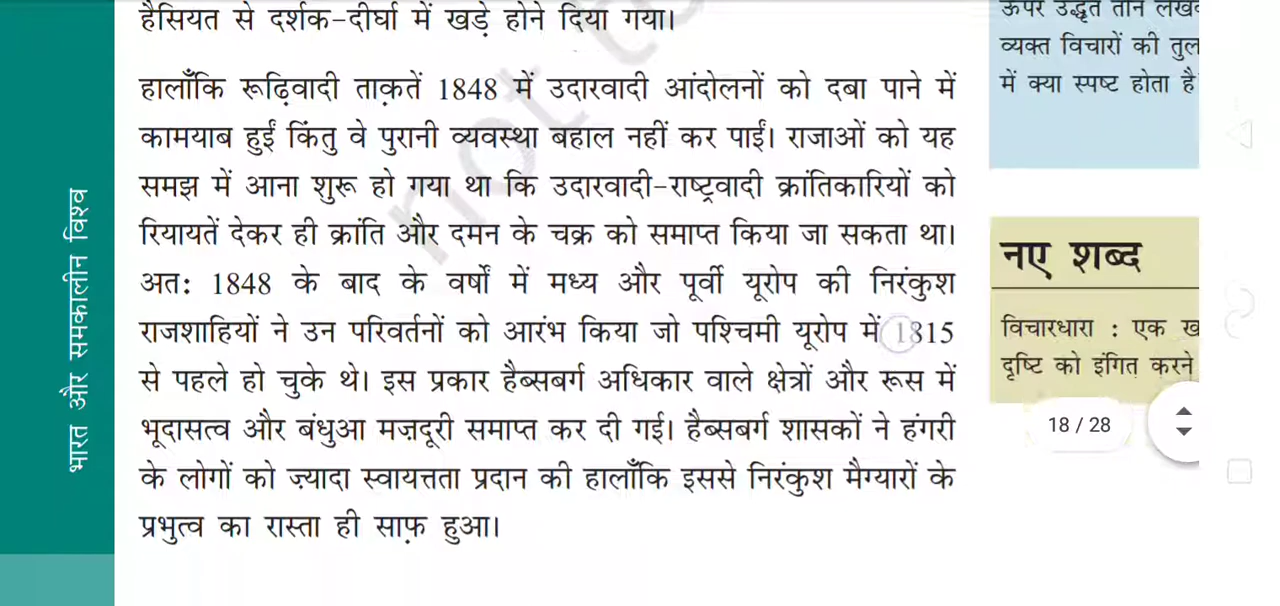 हैसियत से दर्शक-दीर्घा में खड़े होने दिया गया।
हालाँकि रूढ़िवादी ताक़तें 1848 में उदारवादी आंदोलनों को दबा पाने में
कामयाब हुईं किंतु वे पुरानी व्यवस्था बहाल नहीं कर पाईं। राजाओं को यह
समझ में आना शुरू हो गया था कि उदारवादी-राष्ट्रवादी क्रांतिकारियों को
रियायतें देकर ही क्रांति और दमन के चक्र को समाप्त किया जा सकता था।
अतः 1848 के बाद के वर्षों में मध्य और पूर्वी यूरोप की निरंकुश
राजशाहियों ने उन परिवर्तनों को आरंभ किया जो पश्चिमी यूरोप में 1815
से पहले हो चुके थे। इस प्रकार हैब्सबर्ग अधिकार वाले क्षेत्रों और रूस में
भूदासत्व और बंधुआ मज़दूरी समाप्त कर दी गई। हैब्सबर्ग शासकों ने हंगरी
के लोगों को ज़्यादा स्वायत्तता प्रदान की हालाँकि इससे निरंकुश मैग्यारों के
प्रभुत्व का रास्ता ही साफ़ हुआ।
ऊपर उद्धृत तीन
व्यक्त विचारों की
में क्या स्पष्ट होता है
नए शब्द
विचारधारा : एक
दृष्टि को इंगित करने
18 / 28
भारत और समकालीन विश्व
not